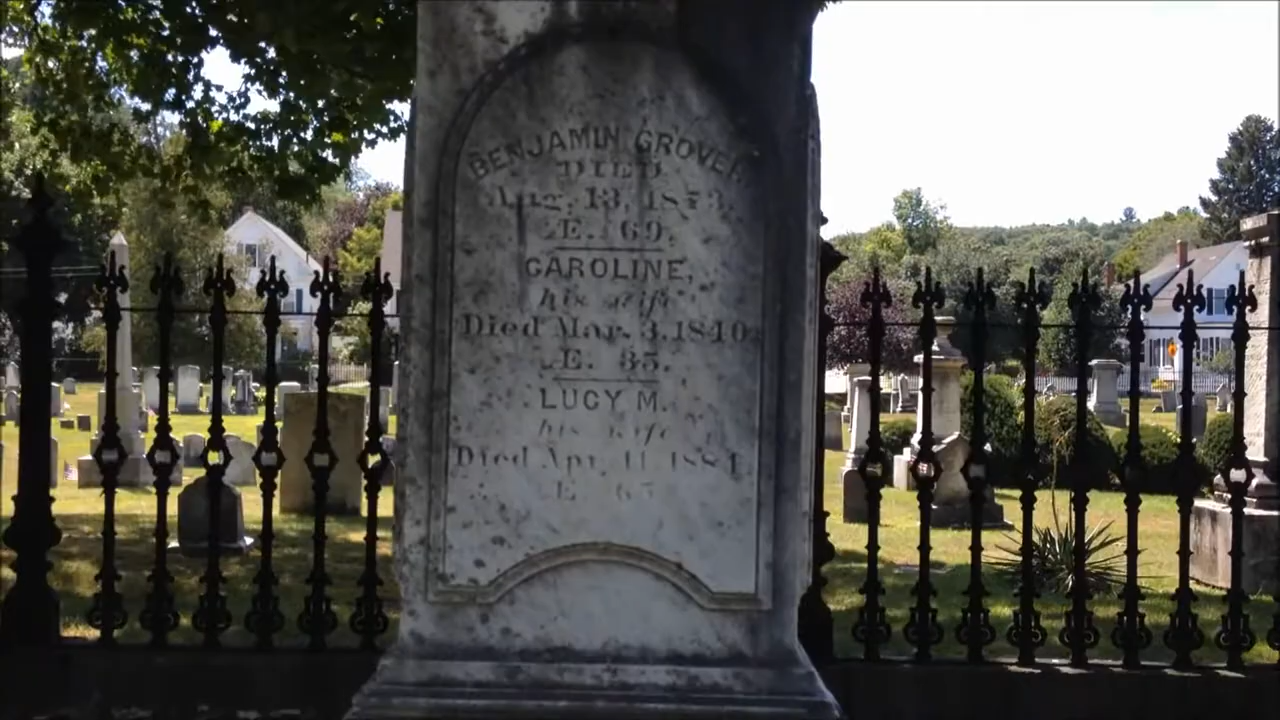 BENJAMIN GROVER
DIED
Aug. 13, 1873.
Æ. 69.
CAROLINE,
his wife
Died Mar. 3, 1840.
Æ. 35.
LUCY M.
his wife
Died Apr. 11, 1884.
Æ